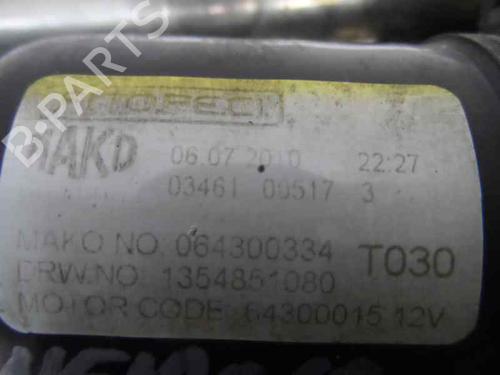 B-PARTS
MAKO 06.07.2010 22:27
03461 09517 3
MAKO NO. 064300334 T030
DRW.NO 1354851080
MOTOR CODE 64300015 12V